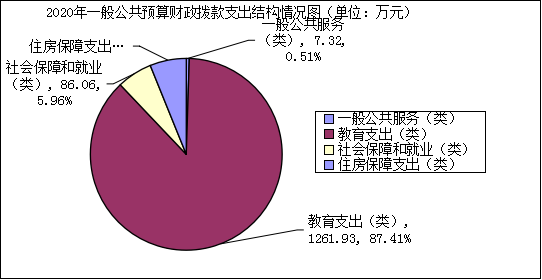 2020年一般公共预算财政拨款支出结构情况图（单位：万元）
一般公共服务
（类）, 7.32,
0.51%
住房保障支出…
社会保障和就业
（类）, 86.06,
5.96%
一般公共服务（类）
教育支出（类）
社会保障和就业（类）
住房保障支出（类）
教育支出（类）,
1261.93, 87.41%